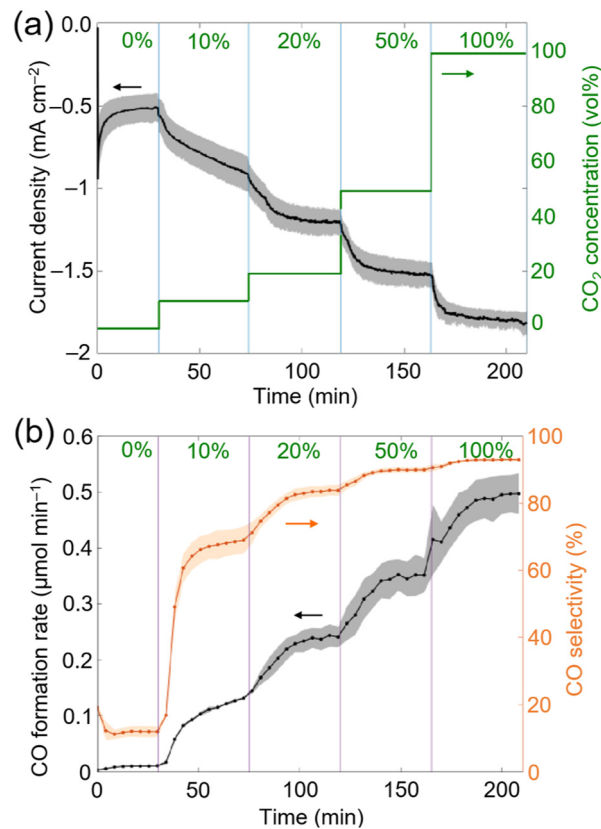 (a)
0.0
−0.5
−1
−1.5
−2
Current density (mA cm⁻²)
0% 10% 20% 50% 100%
100
80
60
40
20
0
CO₂ concentration (vol%)
0 50 100 150 200
Time (min)
(b)
0.6
0.5
0.4
0.3
0.2
0.1
0
CO formation rate (μmol min⁻¹)
0% 10% 20% 50% 100%
100
80
60
40
20
0
CO selectivity (%)
0 50 100 150 200
Time (min)